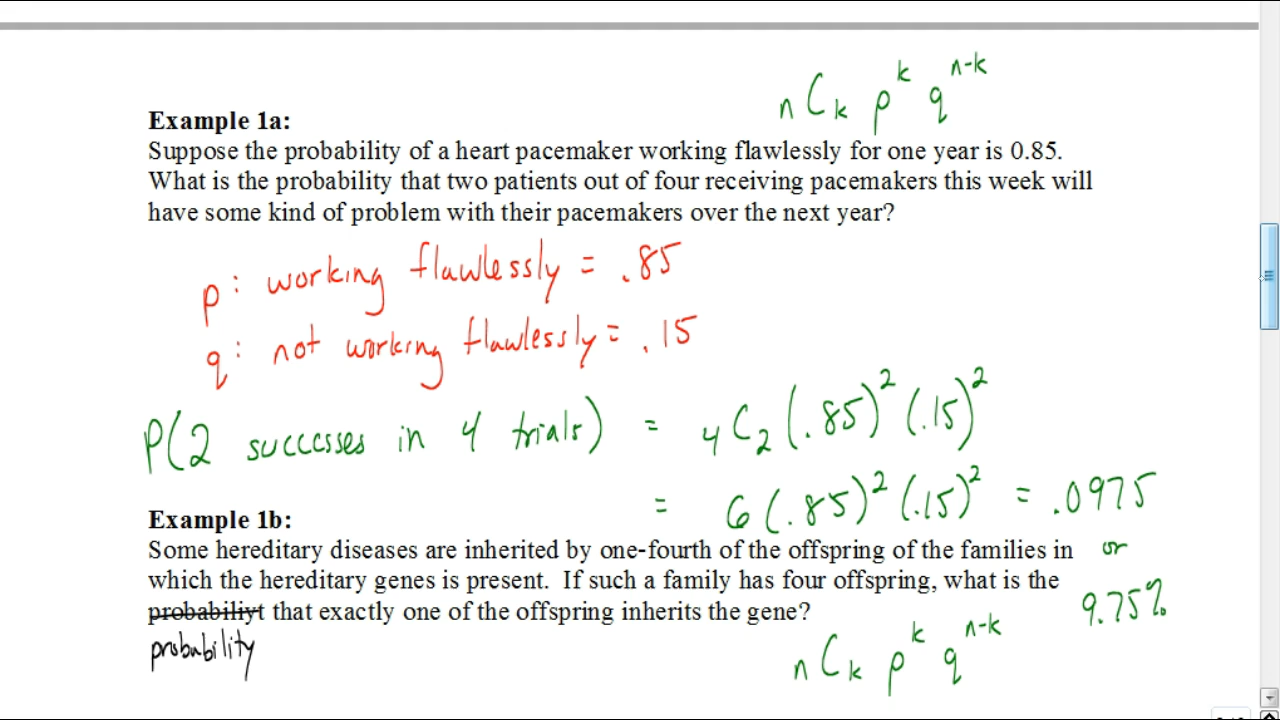 nCk p^k q^n-k
Example 1a:
Suppose the probability of a heart pacemaker working flawlessly for one year is 0.85.
What is the probability that two patients out of four receiving pacemakers this week will
have some kind of problem with their pacemakers over the next year?
p: working flawlessly = .85
q: not working flawlessly = .15
P(2 successes in 4 trials) = 4C2 (.85)^2 (.15)^2
= 6(.85)^2 (.15)^2 = .0975
Example 1b:
Some hereditary diseases are inherited by one-fourth of the offspring of the families in
or
which the hereditary genes is present.  If such a family has four offspring, what is the
probabiliyt that exactly one of the offspring inherits the gene?
9.75%
probability
nCk p^k q^n-k